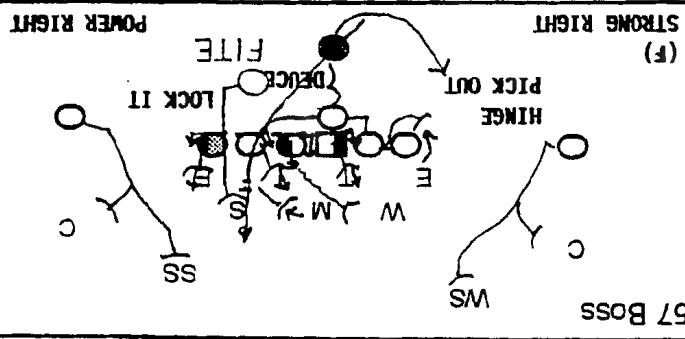 57 Boss
WS
SS
C
C
W M S
E T T E
HINGE
PICK OUT
LOCK IT
(DEUCE)
FITE
(F)
STRONG RIGHT
POWER RIGHT